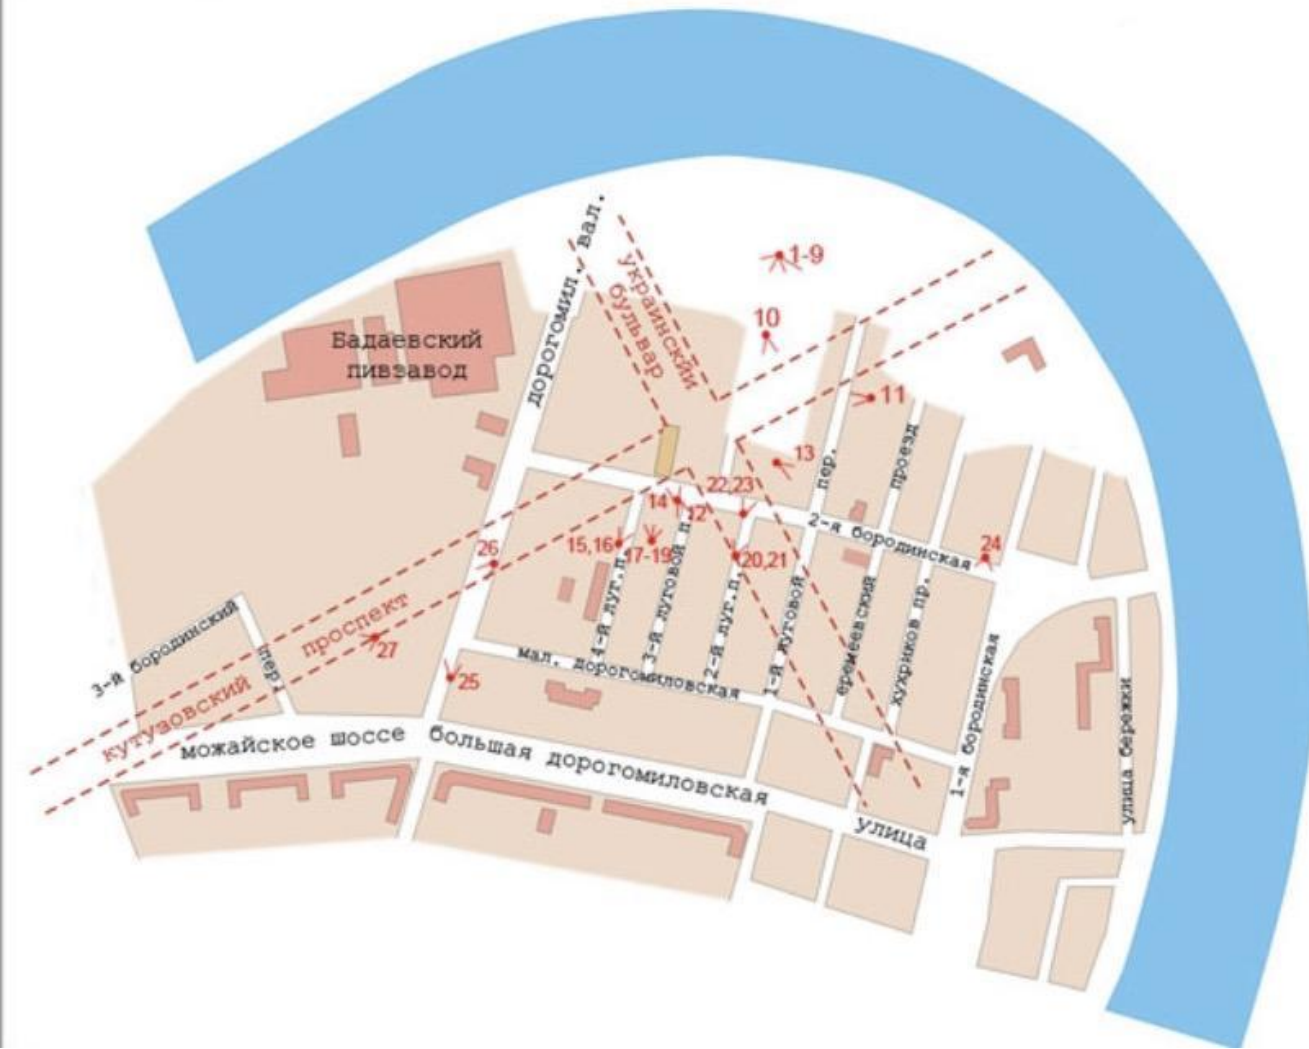 дорогомил. вал.
украинский
бульвар
1-9
10
Бадаевский
пивзавод
11
13
пер.
проезд
22,23
14
12
2-я бородинская
15,16
17-19
20,21
24
26
4-й луг.п.
3-й луговой п
2-й луг.п.
1-й луговой
еремеевский
кухриков пр.
3-й бородинский
пер.
проспект
27
кутузовский
25
мал. дорогомиловская
1-я бородинская
улица бережки
можайское шоссе
большая дорогомиловская
улица